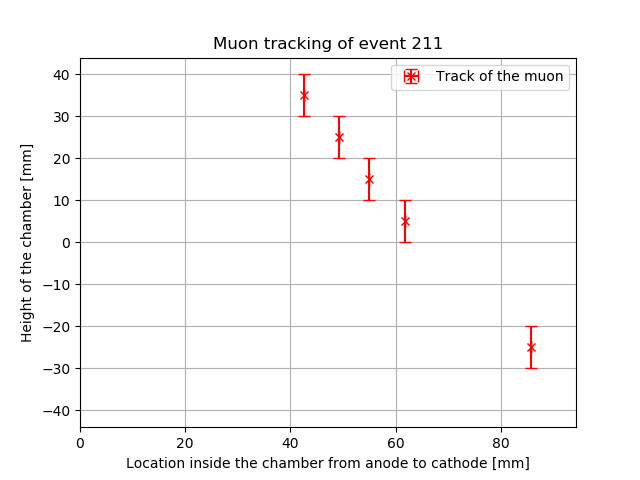 Muon tracking of event 211
Track of the muon
Height of the chamber [mm]
40
30
20
10
0
−10
−20
−30
−40
0 20 40 60 80
Location inside the chamber from anode to cathode [mm]